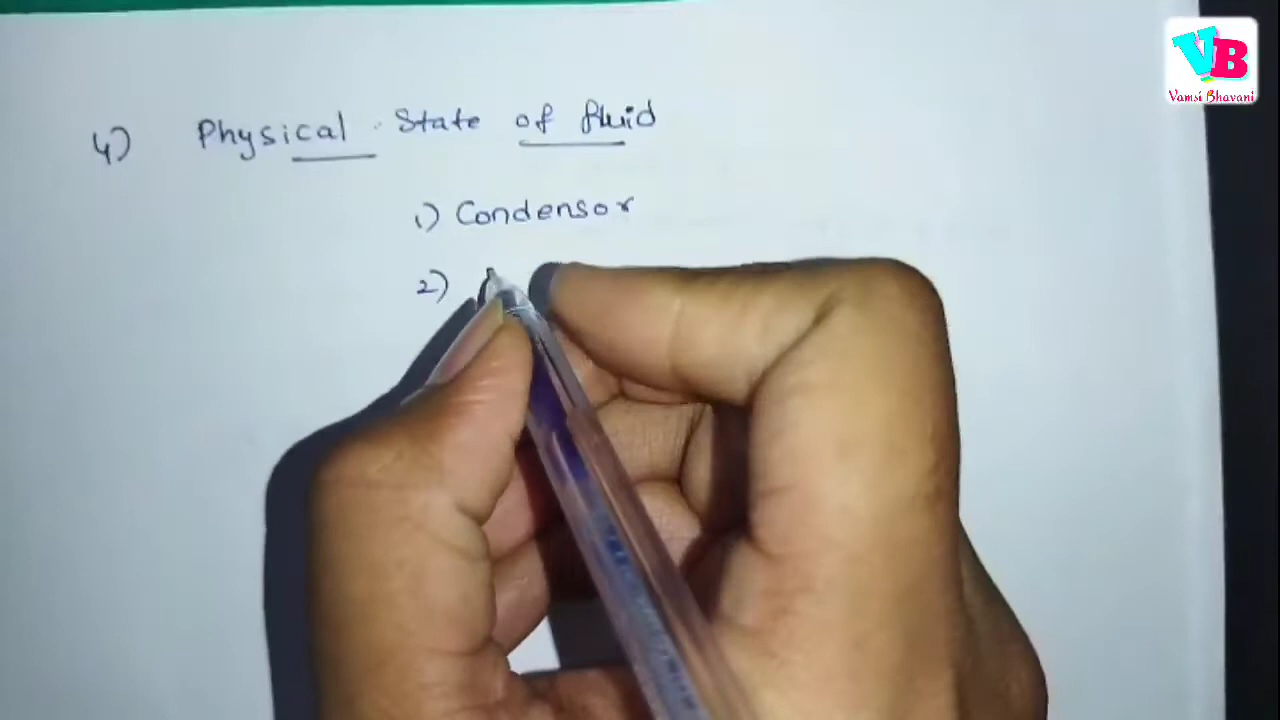 VB
Vamsi Bhavani
4) Physical State of fluid
1) Condensor
2)